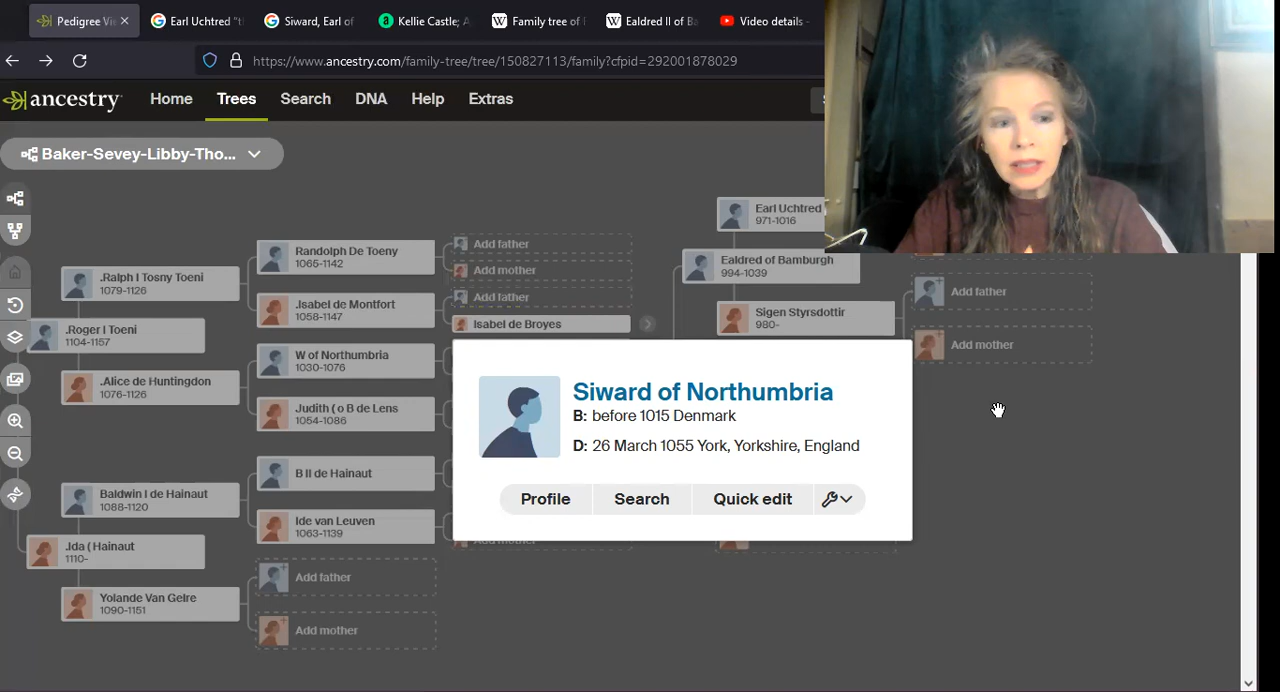 Pedigree Vi
Earl Uchtred "t
Siward, Earl of
Kellie Castle; A
Family tree of
Ealdred II of Ba
Video details -
https://www.ancestry.com/family-tree/tree/150827113/family?cfpid=292001878029
ancestry
Home
Trees
Search
DNA
Help
Extras
Baker-Sevey-Libby-Tho...
.Ralph I Tosny Toeni
1079-1126
.Roger I Toeni
1104-1157
.Alice de Huntingdon
1076-1126
Baldwin I de Hainaut
1088-1120
.Ida ( Hainaut
1110-
Yolande Van Gelre
1090-1151
Randolph De Toeny
1065-1142
.Isabel de Montfort
1058-1147
W of Northumbria
1030-1076
Judith ( o B de Lens
1054-1086
B II de Hainaut
Ide van Leuven
1063-1139
Add father
Add mother
Add father
Add mother
Add father
Isabel de Broyes
Add mother
Earl Uchtred
971-1016
Ealdred of Bamburgh
994-1039
Sigen Styrsdottir
980-
Add father
Add mother
Siward of Northumbria
B: before 1015 Denmark
D: 26 March 1055 York, Yorkshire, England
Profile
Search
Quick edit